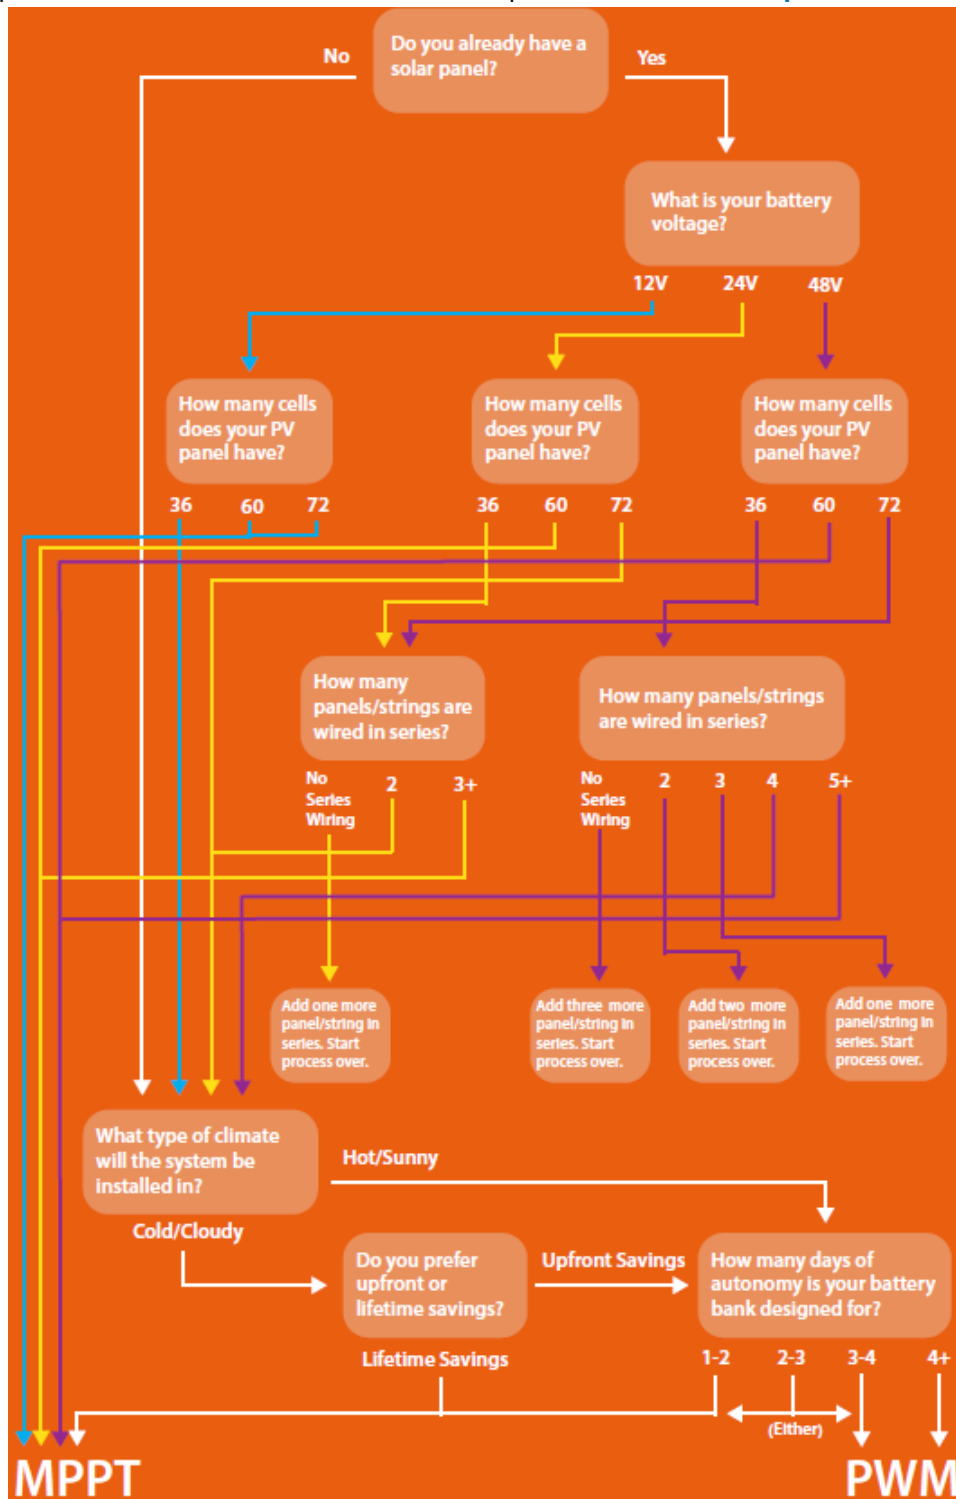 Do you already have a
solar panel?
No
Yes
What is your battery
voltage?
12V
24V
48V
How many cells
does your PV
panel have?
36
60
72
How many cells
does your PV
panel have?
36
60
72
How many cells
does your PV
panel have?
36
60
72
How many
panels/strings are
wired in series?
No
Series
Wiring
2
3+
How many panels/strings
are wired in series?
No
Series
Wiring
2
3
4
5+
Add one more
panel/string in
series. Start
process over.
Add three more
panel/string in
series. Start
process over.
Add two more
panel/string in
series. Start
process over.
Add one more
panel/string in
series. Start
process over.
What type of climate
will the system be
installed in?
Hot/Sunny
Cold/Cloudy
Do you prefer
upfront or
lifetime savings?
Upfront Savings
Lifetime Savings
How many days of
autonomy is your battery
bank designed for?
1-2
2-3
3-4
4+
(Either)
MPPT
PWM